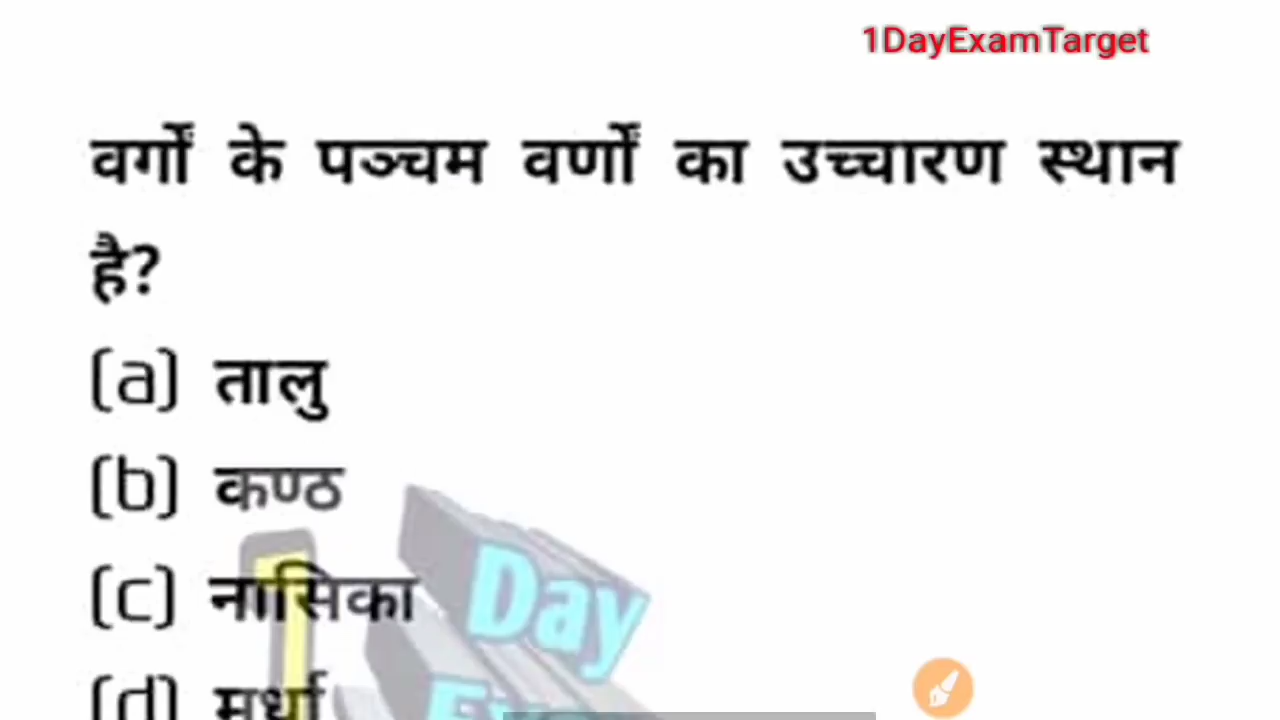 1DayExamTarget
वर्गों के पञ्चम वर्णों का उच्चारण स्थान
है?
(a) तालु
(b) कण्ठ
(c) नासिका
(d) मूर्धा
Day